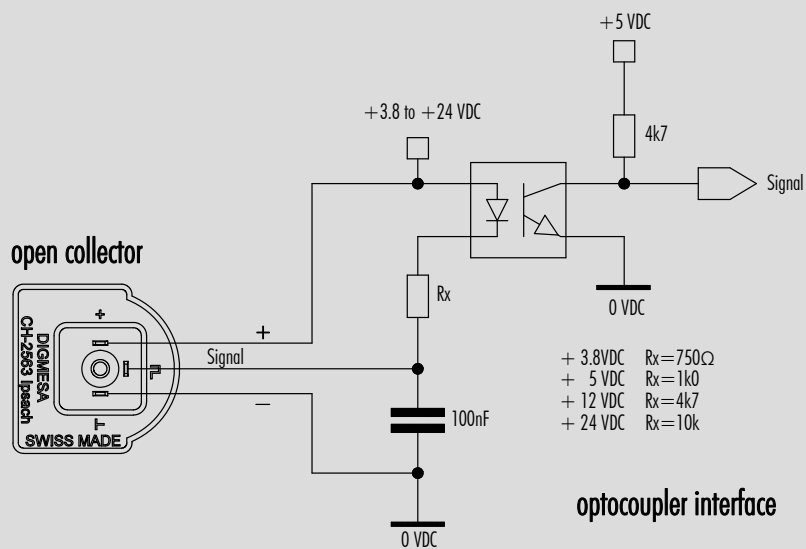 +5 VDC
+3.8 to +24 VDC
4k7
Signal
open collector
Rx
0 VDC
+
DIGMESA
CH-2563 Ipsach
SWISS MADE
+
Signal
−
+ 3.8VDC Rx=750Ω
+ 5 VDC Rx=1k0
+ 12 VDC Rx=4k7
+ 24 VDC Rx=10k
100nF
optocoupler interface
0 VDC